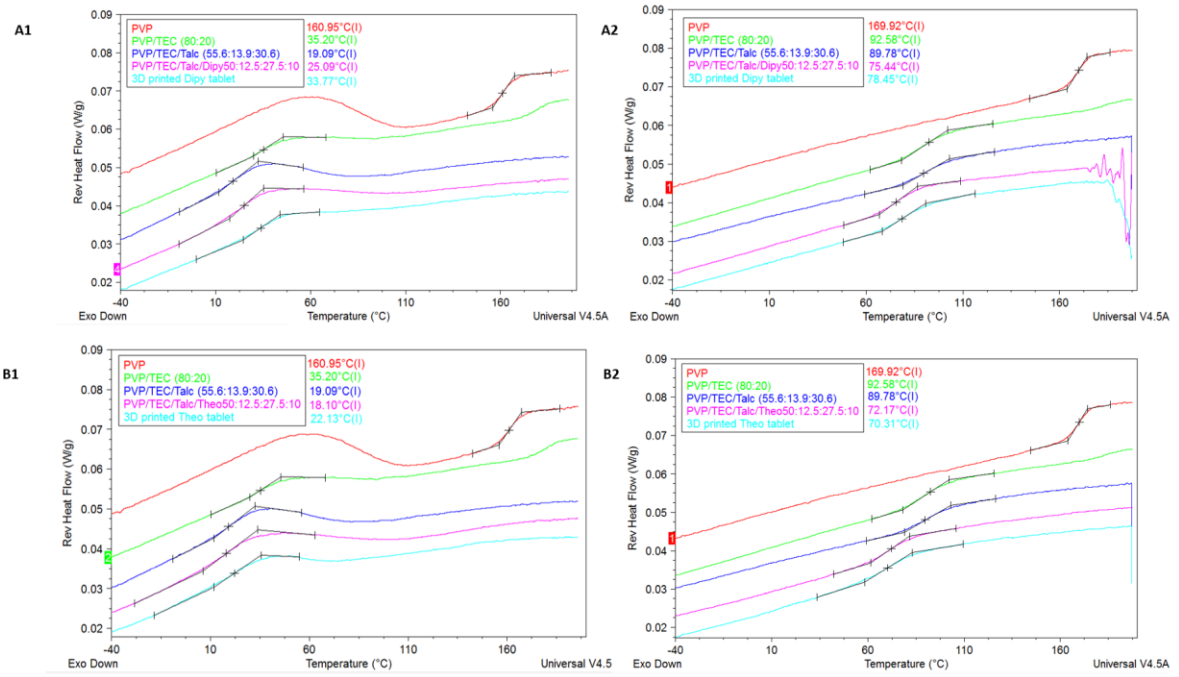 A1
PVP 160.95°C(I)
PVP/TEC (80:20) 35.20°C(I)
PVP/TEC/Talc (55.6:13.9:30.6) 19.09°C(I)
PVP/TEC/Talc/Dipy50:12.5:27.5:10 25.09°C(I)
3D printed Dipy tablet 33.77°C(I)
Rev Heat Flow (W/g)
0.09
0.08
0.07
0.06
0.05
0.04
0.03
0.02
4
-40 10 60 110 160
Exo Down Temperature (°C) Universal V4.5A
A2
PVP 169.92°C(I)
PVP/TEC (80:20) 92.58°C(I)
PVP/TEC/Talc (55.6:13.9:30.6) 89.78°C(I)
PVP/TEC/Talc/Dipy50:12.5:27.5:10 75.44°C(I)
3D printed Dipy tablet 78.45°C(I)
Rev Heat Flow (W/g)
0.09
0.08
0.07
0.06
0.05
0.04
0.03
0.02
1
-40 10 60 110 160
Exo Down Temperature (°C) Universal V4.5A
B1
PVP 160.95°C(I)
PVP/TEC (80:20) 35.20°C(I)
PVP/TEC/Talc (55.6:13.9:30.6) 19.09°C(I)
PVP/TEC/Talc/Theo50:12.5:27.5:10 18.10°C(I)
3D printed Theo tablet 22.13°C(I)
Rev Heat Flow (W/g)
0.09
0.08
0.07
0.06
0.05
0.04
0.03
0.02
2
-40 10 60 110 160
Exo Down Temperature (°C) Universal V4.5
B2
PVP 169.92°C(I)
PVP/TEC (80:20) 92.58°C(I)
PVP/TEC/Talc (55.6:13.9:30.6) 89.78°C(I)
PVP/TEC/Talc/Theo50:12.5:27.5:10 72.17°C(I)
3D printed Theo tablet 70.31°C(I)
Rev Heat Flow (W/g)
0.09
0.08
0.07
0.06
0.05
0.04
0.03
0.02
1
-40 10 60 110 160
Exo Down Temperature (°C) Universal V4.5A